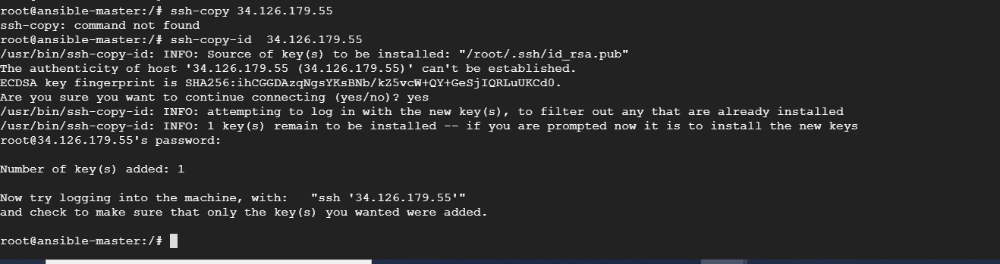 root@ansible-master:/# ssh-copy 34.126.179.55
ssh-copy: command not found
root@ansible-master:/# ssh-copy-id  34.126.179.55
/usr/bin/ssh-copy-id: INFO: Source of key(s) to be installed: "/root/.ssh/id_rsa.pub"
The authenticity of host '34.126.179.55 (34.126.179.55)' can't be established.
ECDSA key fingerprint is SHA256:ihCGGDAzqNgsYKsBNb/kZ5vcW+QY+GeSjIQRLuUKCd0.
Are you sure you want to continue connecting (yes/no)? yes
/usr/bin/ssh-copy-id: INFO: attempting to log in with the new key(s), to filter out any that are already installed
/usr/bin/ssh-copy-id: INFO: 1 key(s) remain to be installed -- if you are prompted now it is to install the new keys
root@34.126.179.55's password:
Number of key(s) added: 1
Now try logging into the machine, with:   "ssh '34.126.179.55'"
and check to make sure that only the key(s) you wanted were added.
root@ansible-master:/#